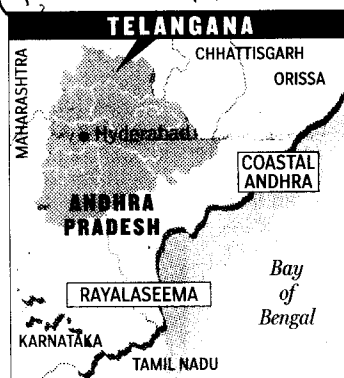 TELANGANA
CHHATTISGARH
ORISSA
MAHARASHTRA
Hyderabad
COASTAL
ANDHRA
ANDHRA
PRADESH
Bay
of
Bengal
RAYALASEEMA
KARNATAKA
TAMIL NADU